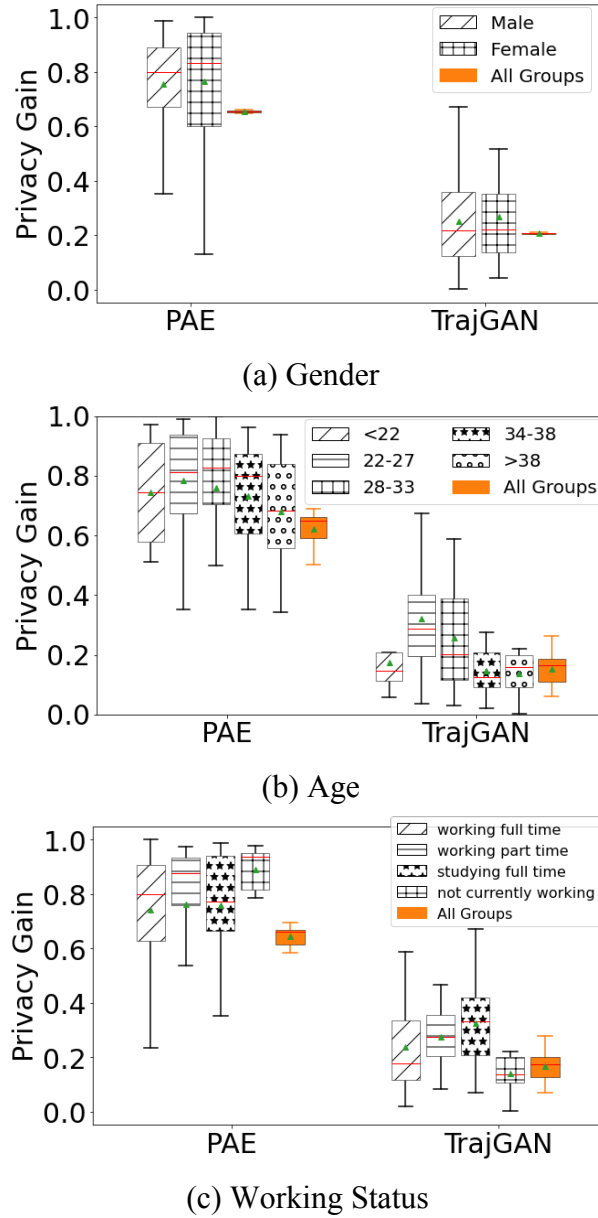 Privacy Gain
1.0
0.8
0.6
0.4
0.2
0.0
Male
Female
All Groups
PAE TrajGAN
(a) Gender
Privacy Gain
1.0
0.8
0.6
0.4
0.2
0.0
<22 34-38
22-27 >38
28-33 All Groups
PAE TrajGAN
(b) Age
Privacy Gain
1.0
0.8
0.6
0.4
0.2
0.0
working full time
working part time
studying full time
not currently working
All Groups
PAE TrajGAN
(c) Working Status